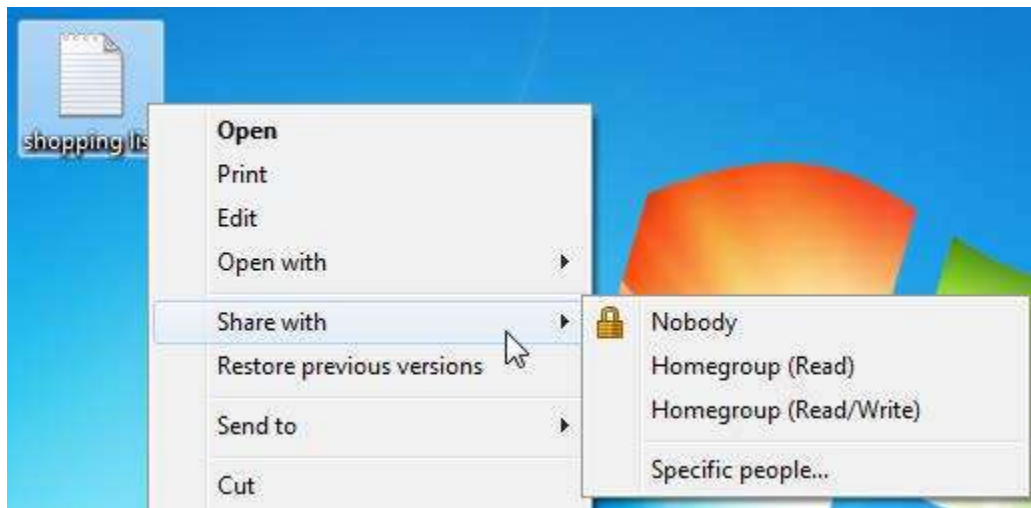 shopping lis
Open
Print
Edit
Open with
Share with
Restore previous versions
Send to
Cut
Nobody
Homegroup (Read)
Homegroup (Read/Write)
Specific people...